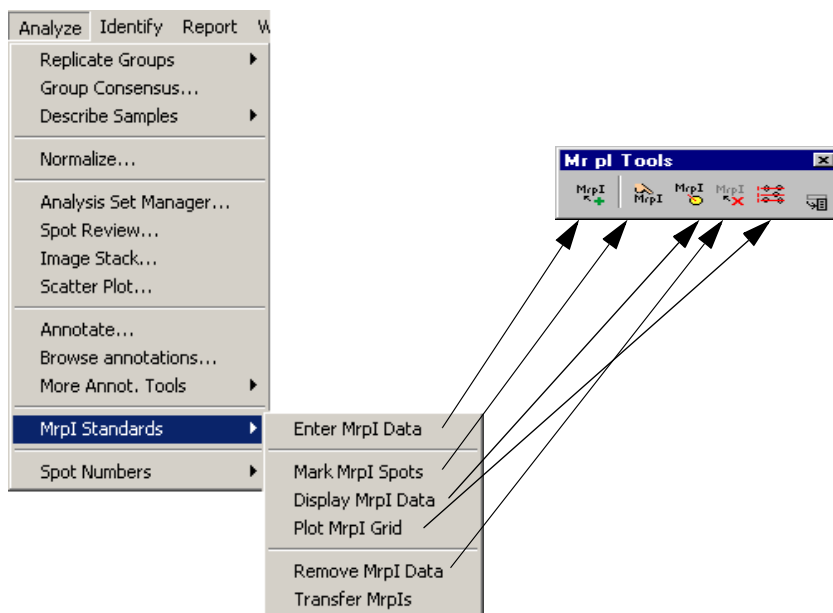 Analyze Identify Report W
Replicate Groups
Group Consensus...
Describe Samples
Normalize...
Analysis Set Manager...
Spot Review...
Image Stack...
Scatter Plot...
Annotate...
Browse annotations...
More Annot. Tools
MrpI Standards
Spot Numbers
Enter MrpI Data
Mark MrpI Spots
Display MrpI Data
Plot MrpI Grid
Remove MrpI Data
Transfer MrpIs
Mr pI Tools
MrpI MrpI MrpI MrpI